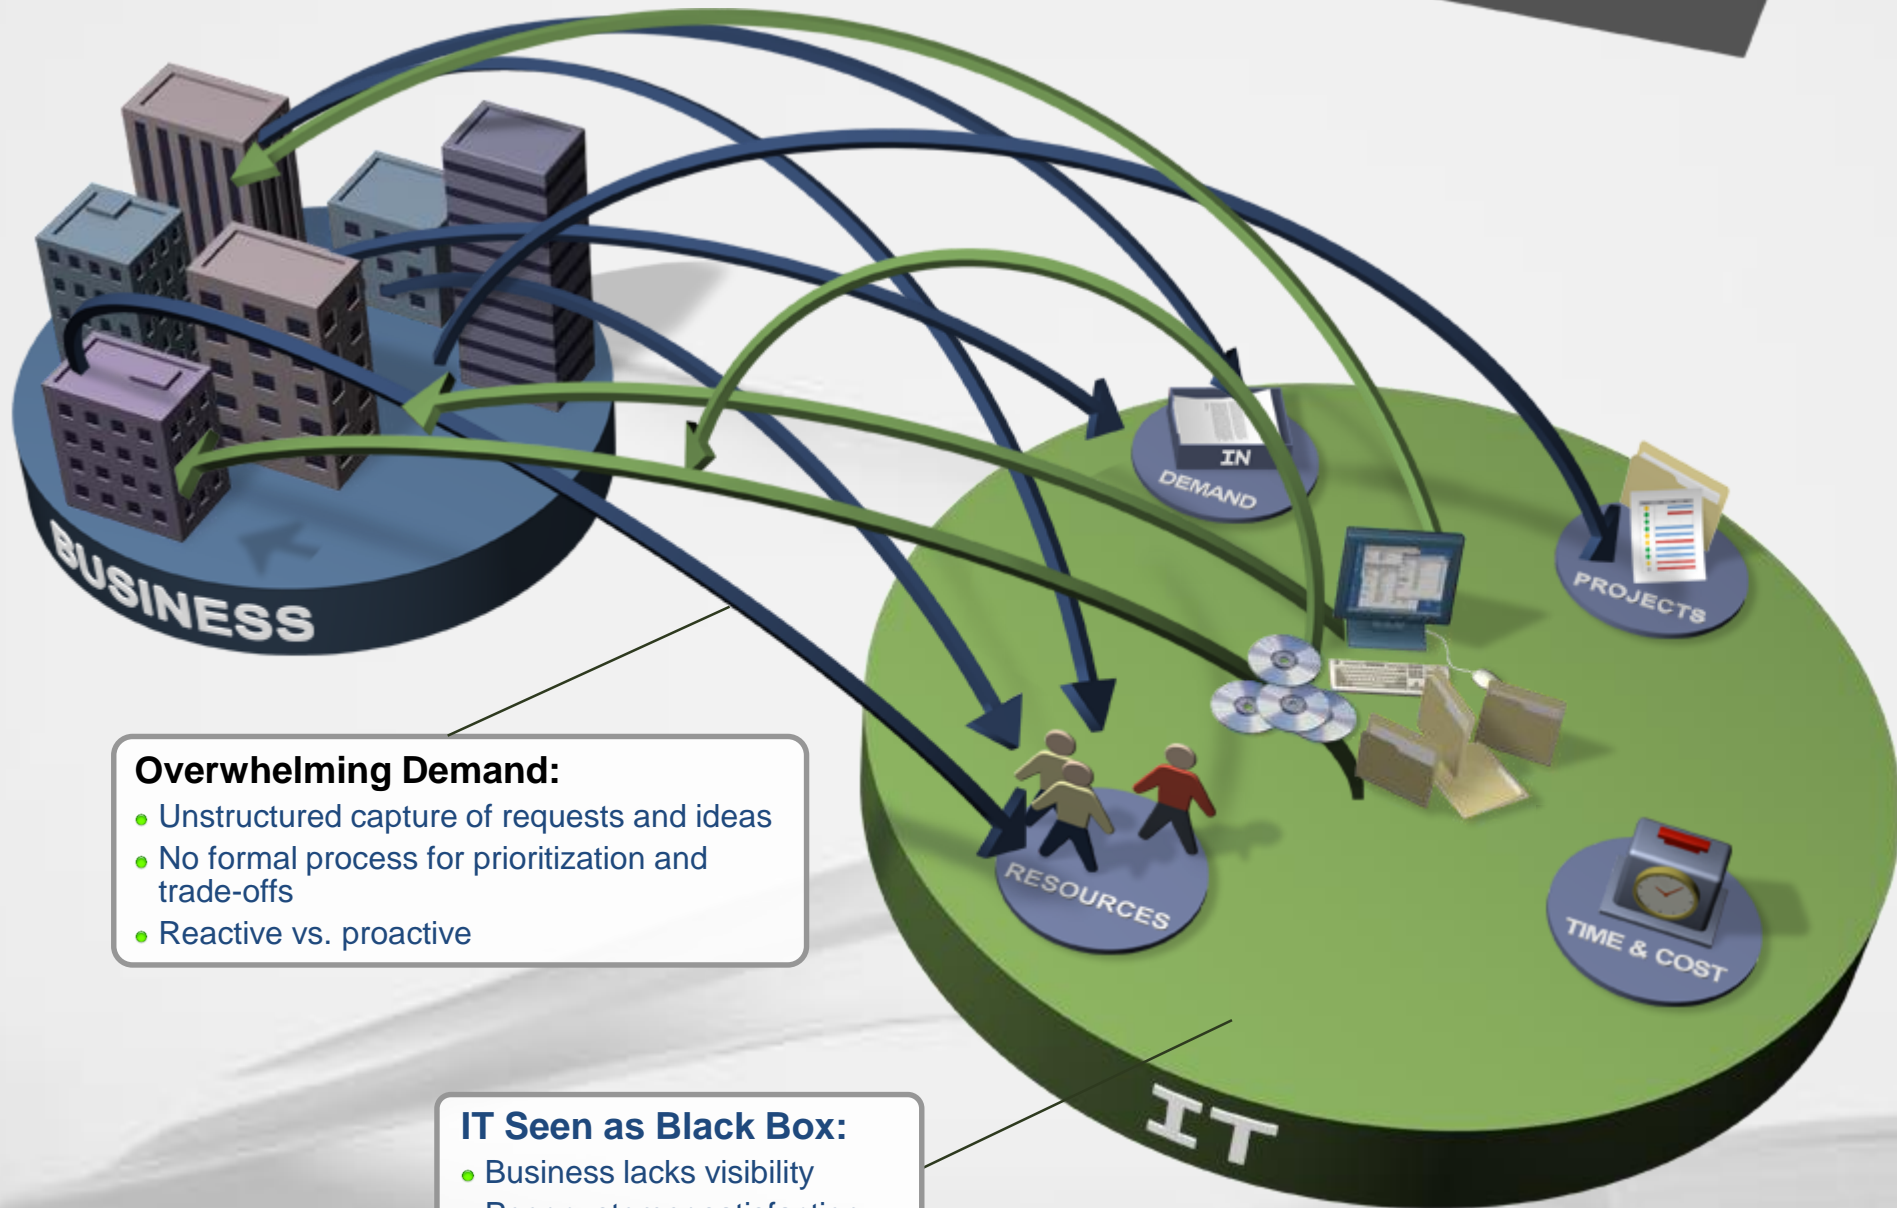 IN
DEMAND
PROJECTS
BUSINESS
Overwhelming Demand:
Unstructured capture of requests and ideas
No formal process for prioritization and
trade-offs
Reactive vs. proactive
RESOURCES
TIME & COST
IT
IT Seen as Black Box:
Business lacks visibility